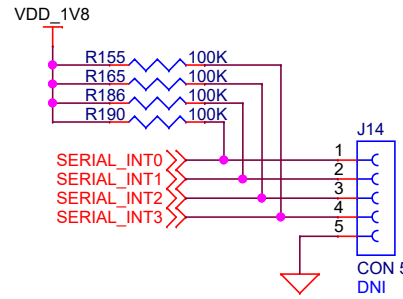 VDD_1V8
R155 100K
R165 100K
R186 100K
R190 100K
J14
SERIAL_INT0 1
SERIAL_INT1 2
SERIAL_INT2 3
SERIAL_INT3 4
5
CON 5
DNI